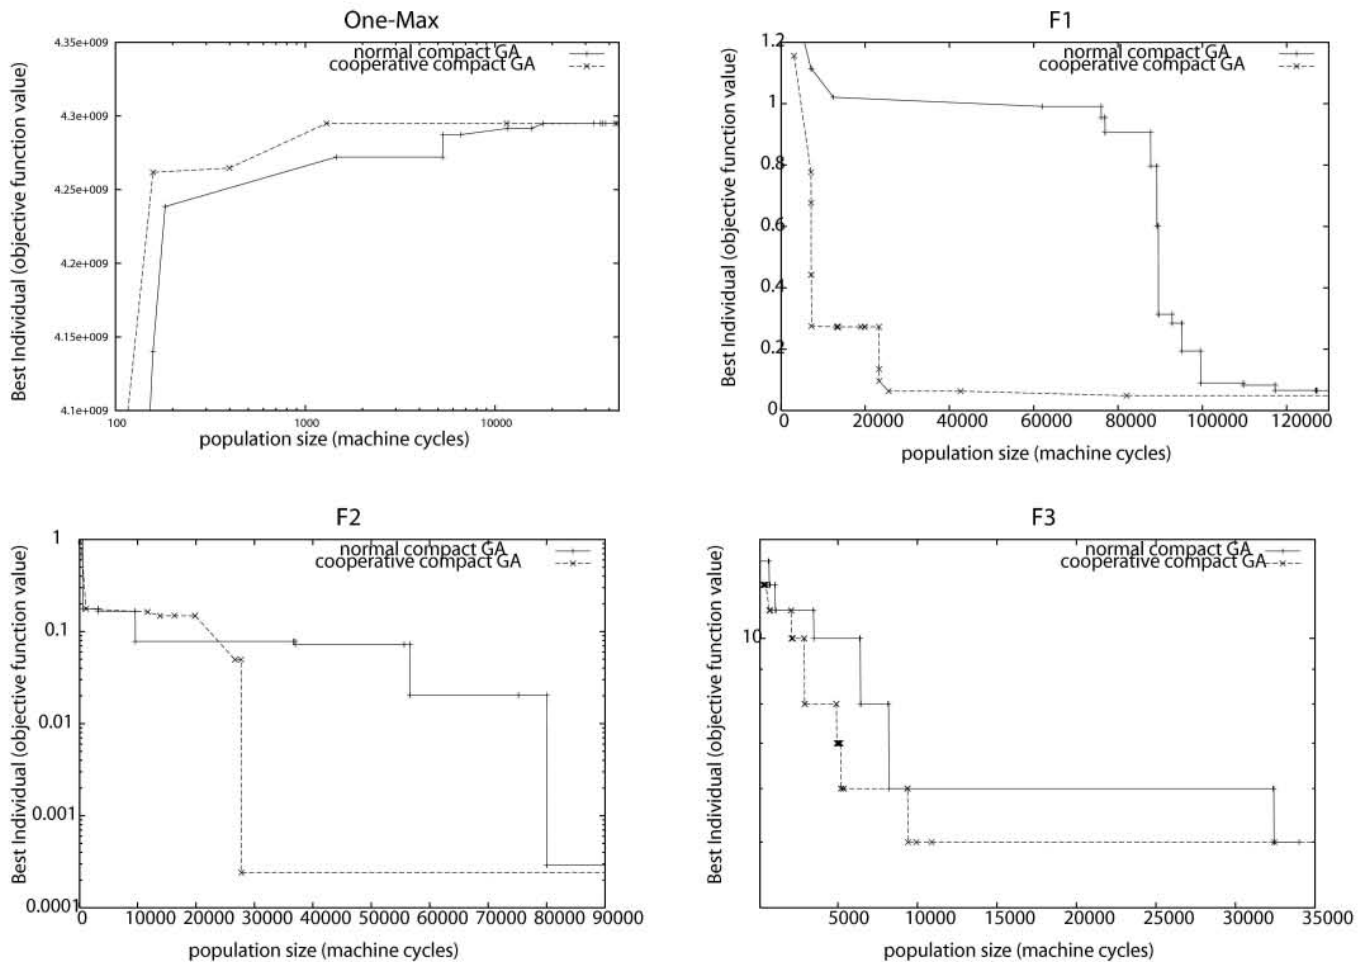 One-Max
normal compact GA
cooperative compact GA
Best Individual (objective function value)
4.35e+009
4.3e+009
4.25e+009
4.2e+009
4.15e+009
4.1e+009
100
1000
10000
population size (machine cycles)
F1
normal compact GA
cooperative compact GA
Best Individual (objective function value)
1.2
1
0.8
0.6
0.4
0.2
0
0
20000
40000
60000
80000
100000
120000
population size (machine cycles)
F2
normal compact GA
cooperative compact GA
Best Individual (objective function value)
1
0.1
0.01
0.001
0.0001
0
10000
20000
30000
40000
50000
60000
70000
80000
90000
population size (machine cycles)
F3
normal compact GA
cooperative compact GA
Best Individual (objective function value)
10
5000
10000
15000
20000
25000
30000
35000
population size (machine cycles)